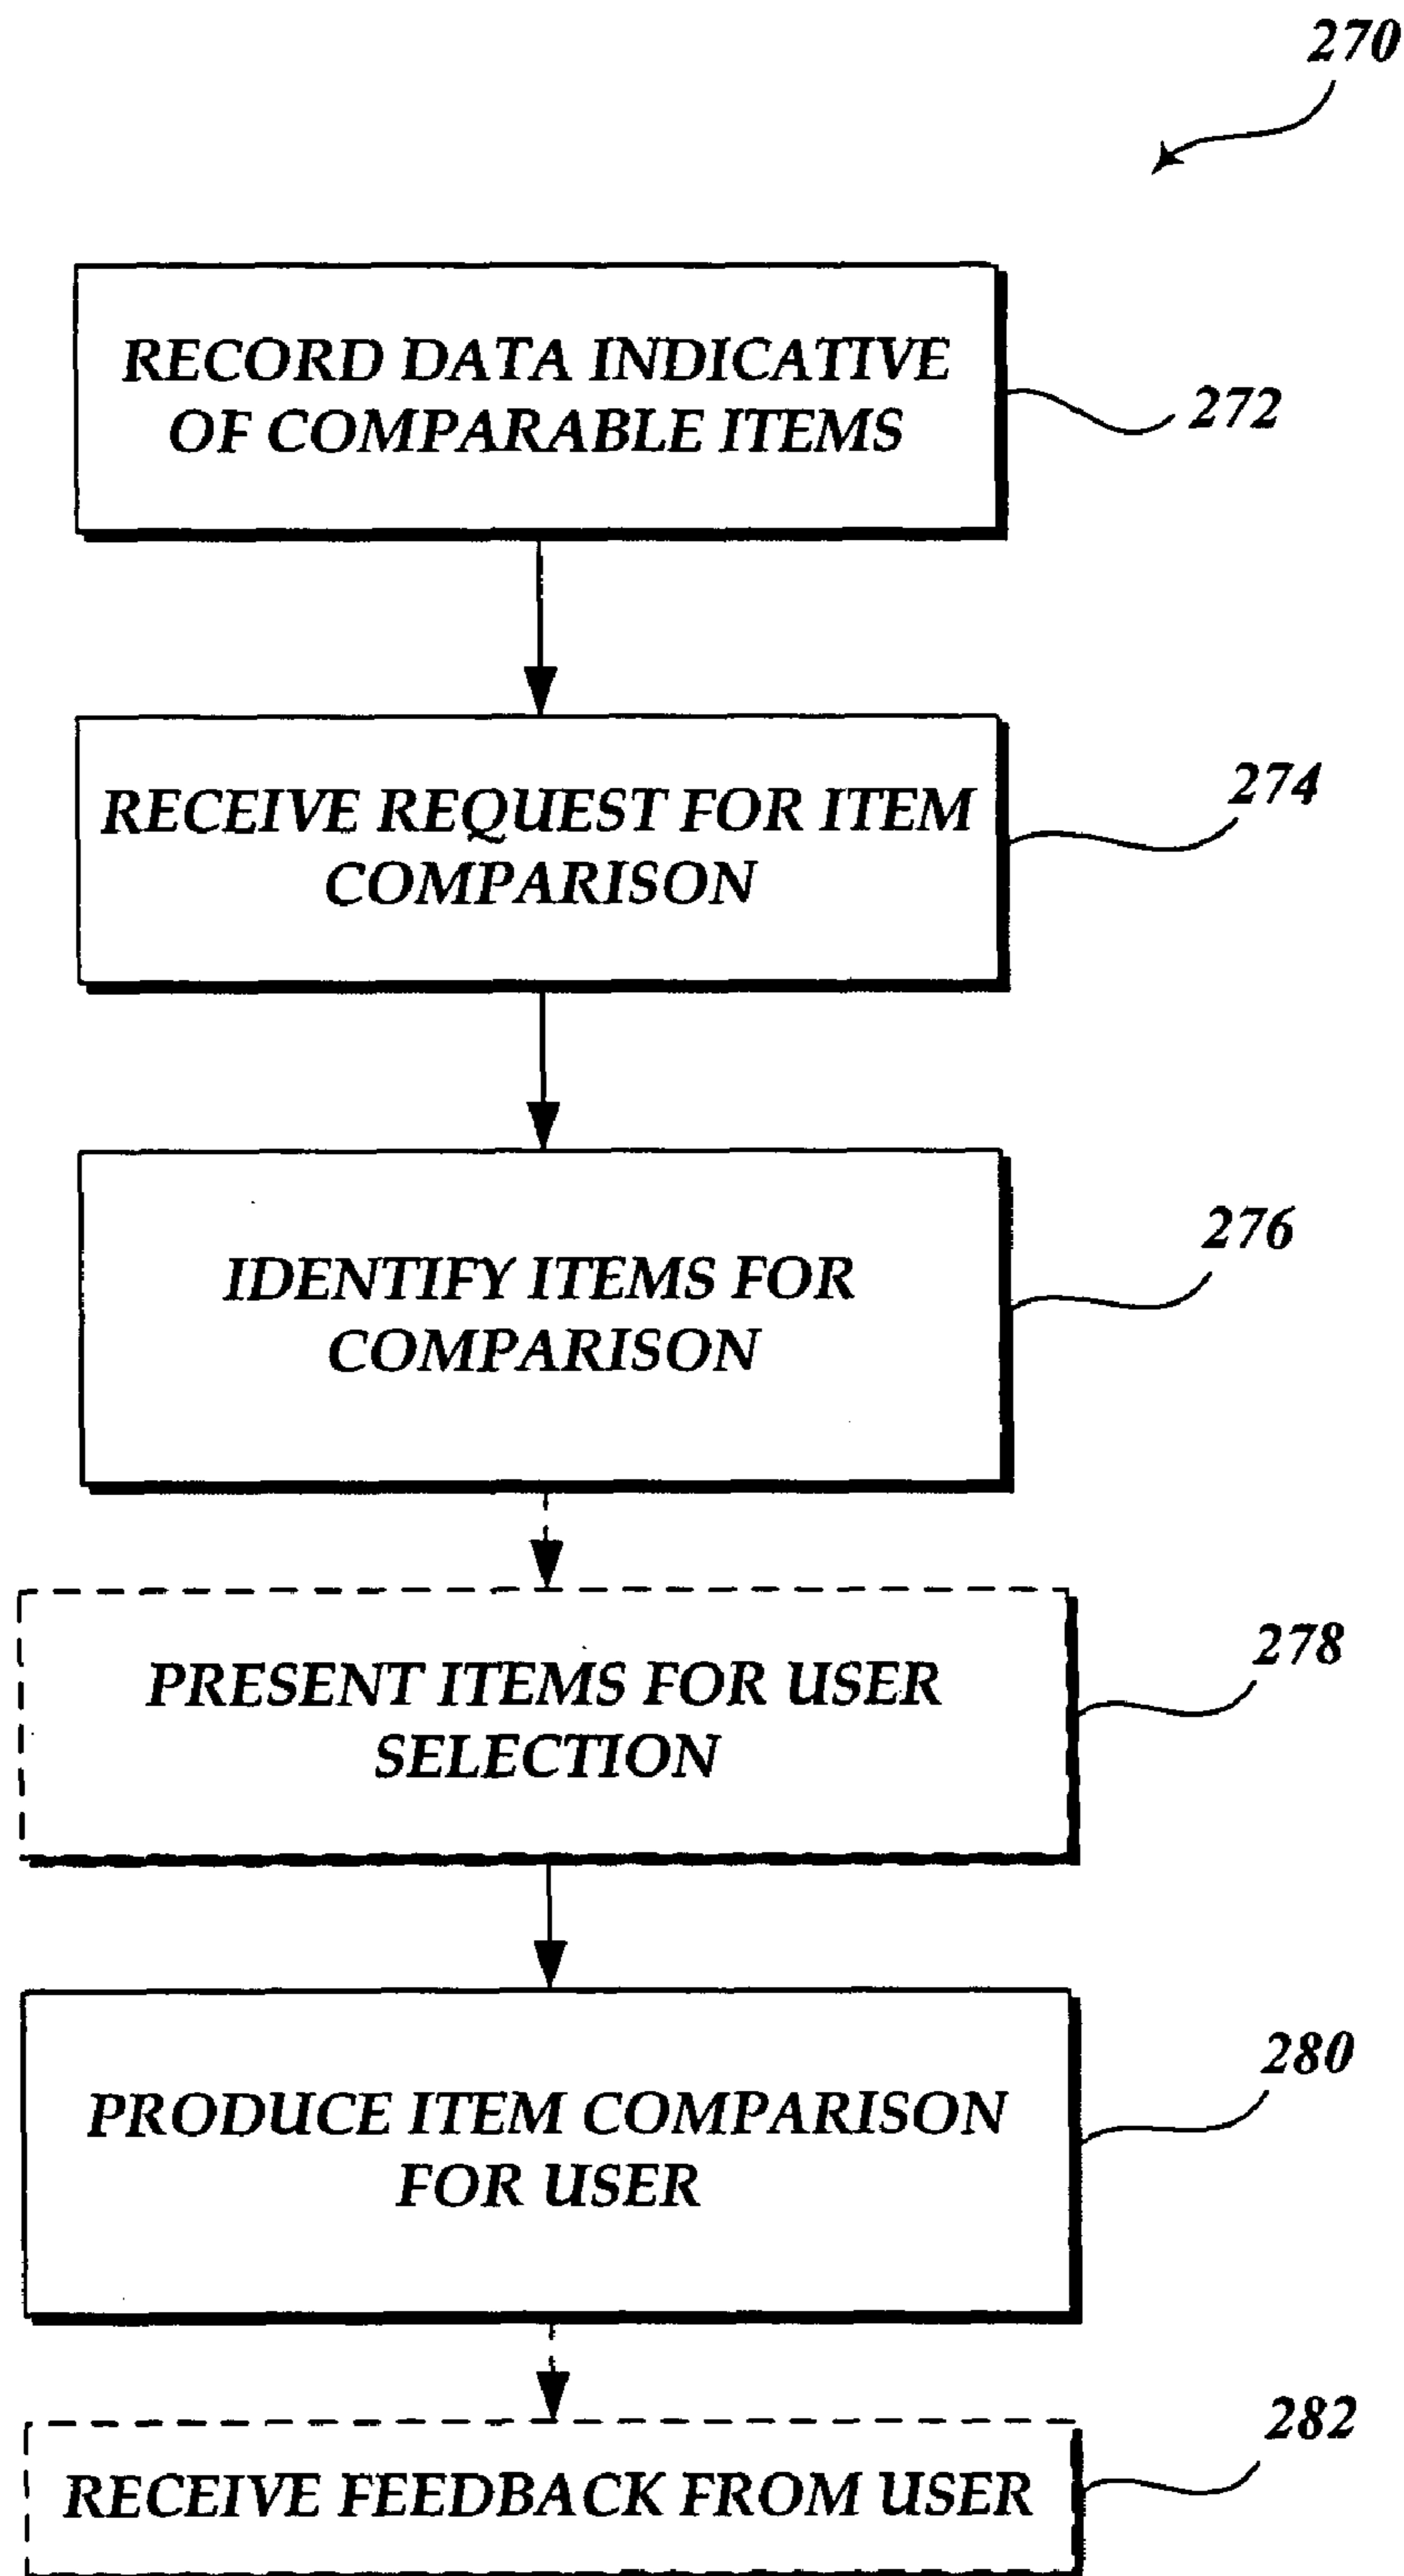 270
RECORD DATA INDICATIVE
OF COMPARABLE ITEMS
272
RECEIVE REQUEST FOR ITEM
COMPARISON
274
IDENTIFY ITEMS FOR
COMPARISON
276
PRESENT ITEMS FOR USER
SELECTION
278
PRODUCE ITEM COMPARISON
FOR USER
280
RECEIVE FEEDBACK FROM USER
282